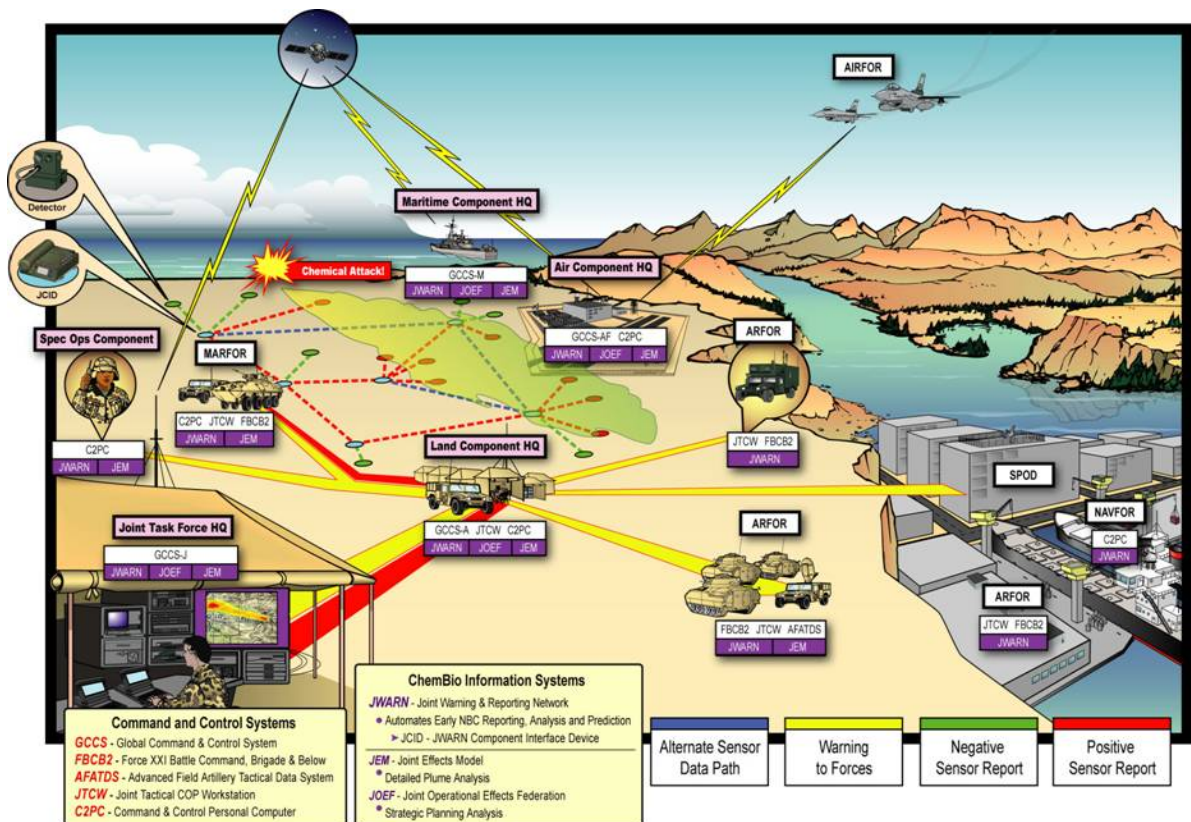 AIRFOR
Detector
JCID
Maritime Component HQ
GCCS-M
JWARN JOEF JEM
Chemical Attack!
Air Component HQ
GCCS-AF C2PC
JWARN JOEF JEM
Spec Ops Component
C2PC
JWARN JEM
MARFOR
C2PC JTCW FBCB2
JWARN JEM
ARFOR
JTCW FBCB2
JWARN
Land Component HQ
GCCS-A JTCW C2PC
JWARN JOEF JEM
SPOD
NAVFOR
C2PC
JWARN
Joint Task Force HQ
GCCS-J
JWARN JOEF JEM
ARFOR
FBCB2 JTCW AFATDS
JWARN JEM
ARFOR
JTCW FBCB2
JWARN
Command and Control Systems
GCCS - Global Command & Control System
FBCB2 - Force XXI Battle Command, Brigade & Below
AFATDS - Advanced Field Artillery Tactical Data System
JTCW - Joint Tactical COP Workstation
C2PC - Command & Control Personal Computer
ChemBio Information Systems
JWARN - Joint Warning & Reporting Network
• Automates Early NBC Reporting, Analysis and Prediction
➤ JCID - JWARN Component Interface Device
JEM - Joint Effects Model
• Detailed Plume Analysis
JOEF - Joint Operational Effects Federation
• Strategic Planning Analysis
Alternate Sensor
Data Path
Warning
to Forces
Negative
Sensor Report
Positive
Sensor Report